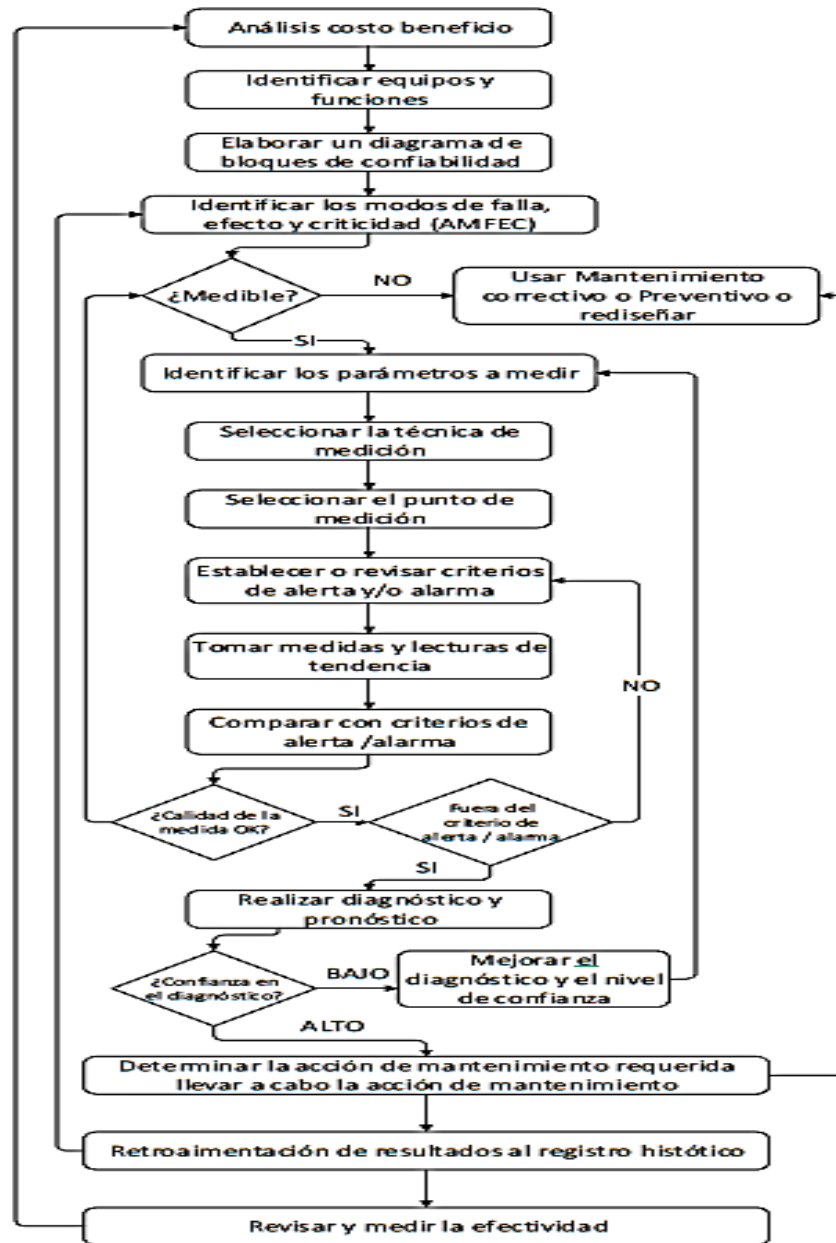 Análisis costo beneficio
Identificar equipos y
funciones
Elaborar un diagrama de
bloques de confiabilidad
Identificar los modos de falla,
efecto y criticidad (AMFEC)
¿Medible?
NO
Usar Mantenimiento
correctivo o Preventivo o
rediseñar
SI
Identificar los parámetros a medir
Seleccionar la técnica de
medición
Seleccionar el punto de
medición
Establecer o revisar criterios
de alerta y/o alarma
Tomar medidas y lecturas de
tendencia
NO
Comparar con criterios de
alerta /alarma
¿Calidad de la
medida OK?
SI
Fuera del
criterio de
alerta / alarma
SI
Realizar diagnóstico y
pronóstico
¿Confianza en
el diagnóstico?
BAJO
Mejorar el
diagnóstico y el nivel
de confianza
ALTO
Determinar la acción de mantenimiento requerida
llevar a cabo la acción de mantenimiento
Retroaimentación de resultados al registro histótico
Revisar y medir la efectividad